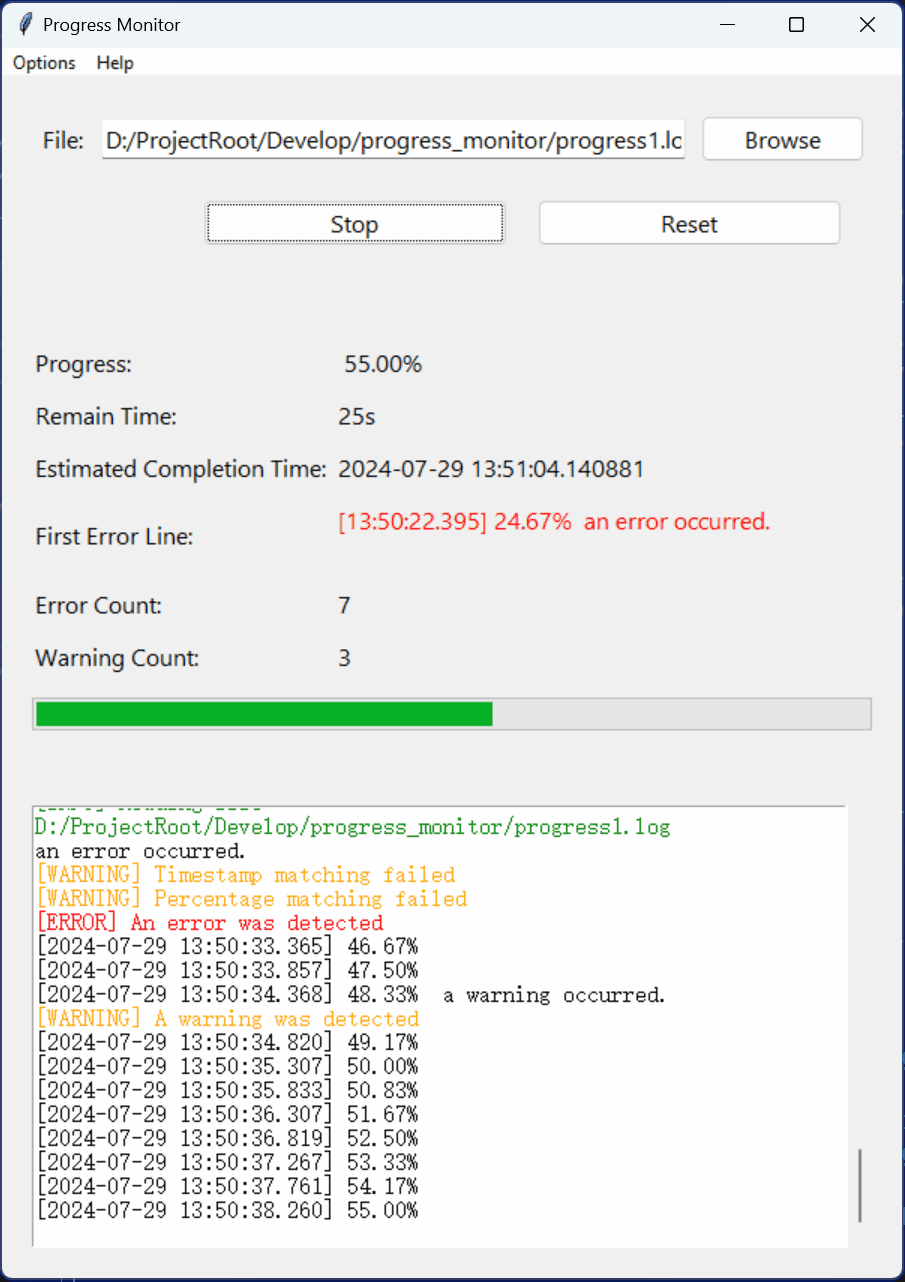 Progress Monitor
Options Help
File: D:/ProjectRoot/Develop/progress_monitor/progress1.lo Browse
Stop Reset
Progress: 55.00%
Remain Time: 25s
Estimated Completion Time: 2024-07-29 13:51:04.140881
First Error Line: [13:50:22.395] 24.67%  an error occurred.
Error Count: 7
Warning Count: 3
D:/ProjectRoot/Develop/progress_monitor/progress1.log
an error occurred.
[WARNING] Timestamp matching failed
[WARNING] Percentage matching failed
[ERROR] An error was detected
[2024-07-29 13:50:33.365] 46.67%
[2024-07-29 13:50:33.857] 47.50%
[2024-07-29 13:50:34.368] 48.33%  a warning occurred.
[WARNING] A warning was detected
[2024-07-29 13:50:34.820] 49.17%
[2024-07-29 13:50:35.307] 50.00%
[2024-07-29 13:50:35.833] 50.83%
[2024-07-29 13:50:36.307] 51.67%
[2024-07-29 13:50:36.819] 52.50%
[2024-07-29 13:50:37.267] 53.33%
[2024-07-29 13:50:37.761] 54.17%
[2024-07-29 13:50:38.260] 55.00%